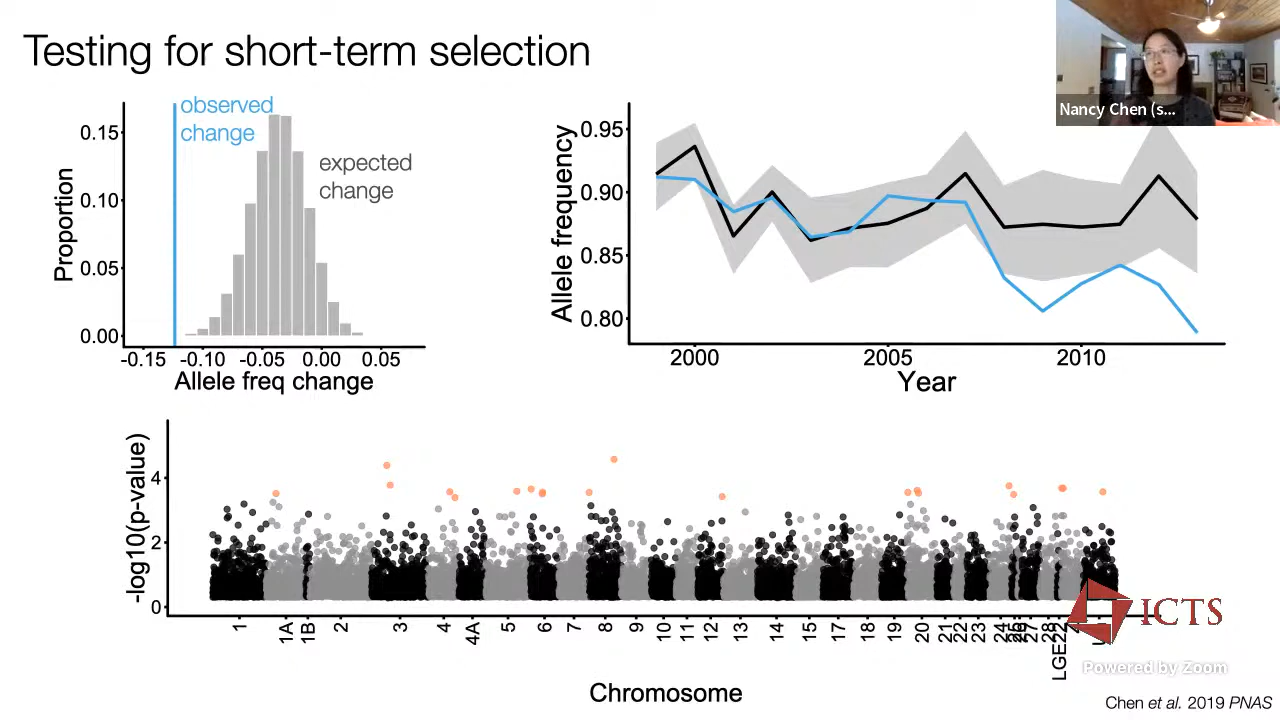 Testing for short-term selection
Nancy Chen (s...
observed
change
expected
change
0.15
0.10
0.05
0.00
Proportion
-0.15
-0.10
-0.05
0.00
0.05
Allele freq change
0.95
0.90
0.85
0.80
Allele frequency
2000
2005
2010
Year
4
2
0
-log10(p-value)
1
1A
1B
2
3
4
4A
5
6
7
8
9
10
11
12
13
14
15
17
18
19
20
21
22
23
24
27
28
Chromosome
ICTS
Powered by Zoom
Chen et al. 2019 PNAS